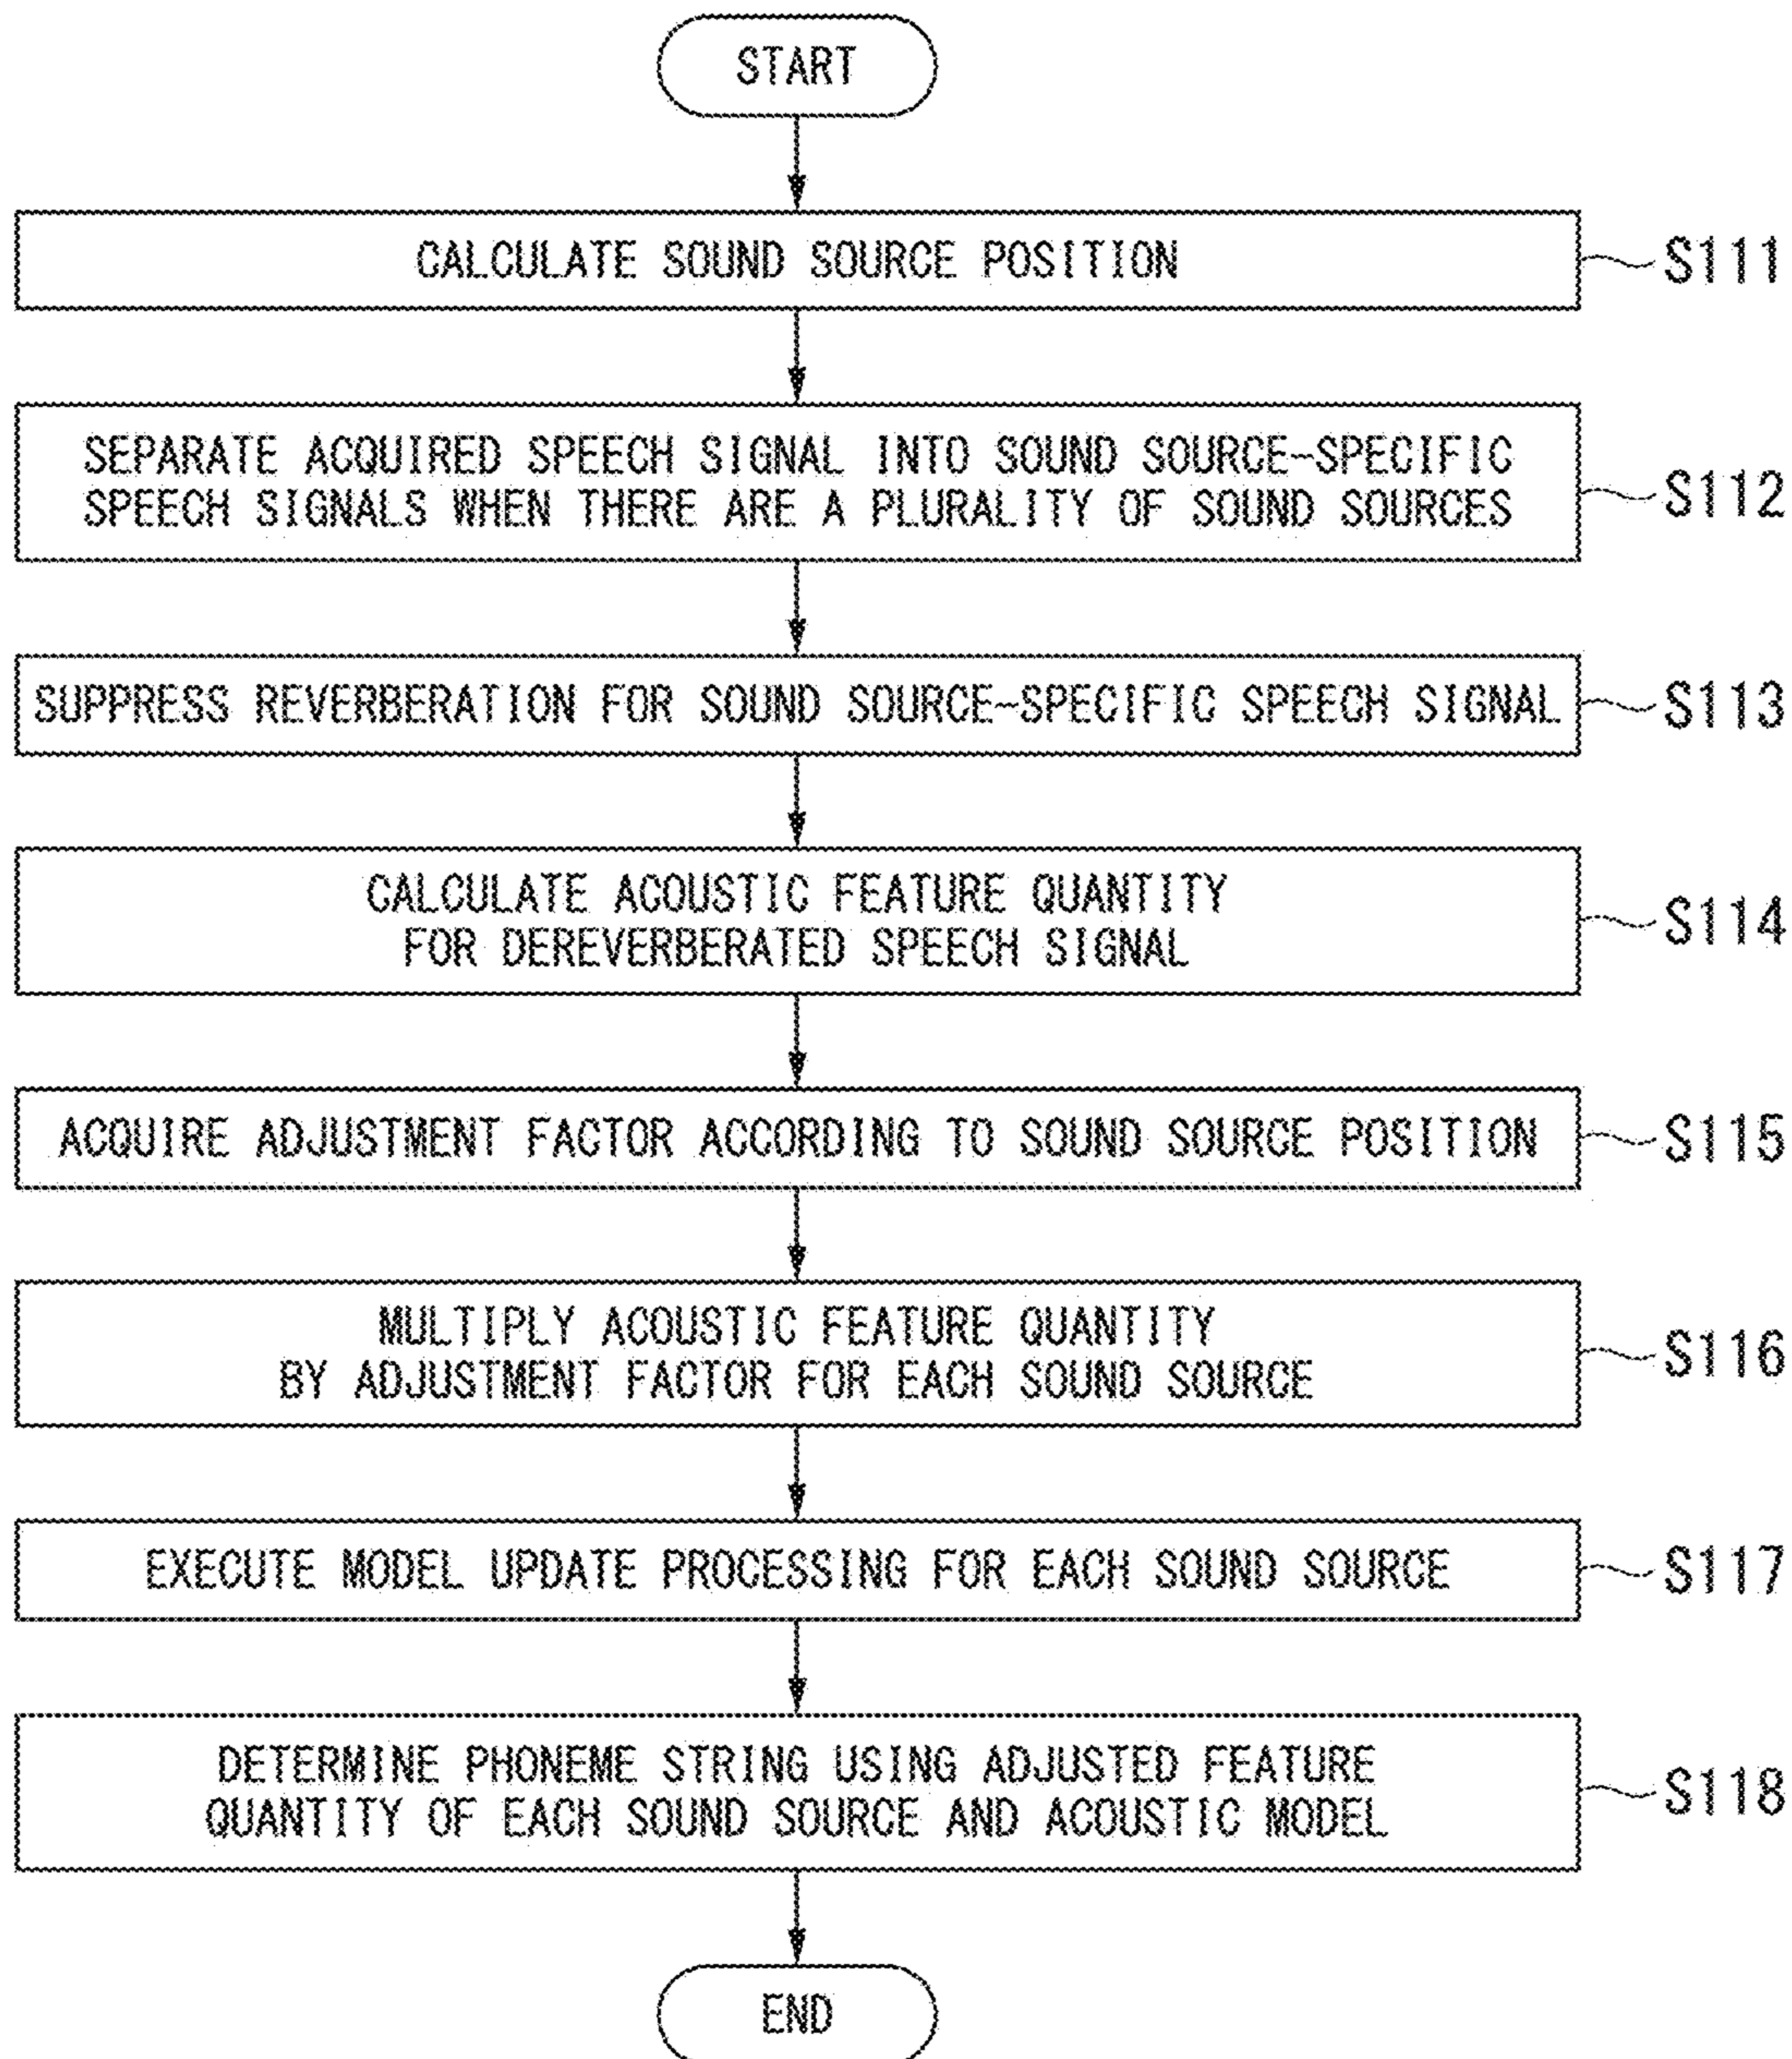 START
CALCULATE SOUND SOURCE POSITION
S111
SEPARATE ACQUIRED SPEECH SIGNAL INTO SOUND SOURCE-SPECIFIC
SPEECH SIGNALS WHEN THERE ARE A PLURALITY OF SOUND SOURCES
S112
SUPPRESS REVERBERATION FOR SOUND SOURCE-SPECIFIC SPEECH SIGNAL
S113
CALCULATE ACOUSTIC FEATURE QUANTITY
FOR DEREVERBERATED SPEECH SIGNAL
S114
ACQUIRE ADJUSTMENT FACTOR ACCORDING TO SOUND SOURCE POSITION
S115
MULTIPLY ACOUSTIC FEATURE QUANTITY
BY ADJUSTMENT FACTOR FOR EACH SOUND SOURCE
S116
EXECUTE MODEL UPDATE PROCESSING FOR EACH SOUND SOURCE
S117
DETERMINE PHONEME STRING USING ADJUSTED FEATURE
QUANTITY OF EACH SOUND SOURCE AND ACOUSTIC MODEL
S118
END